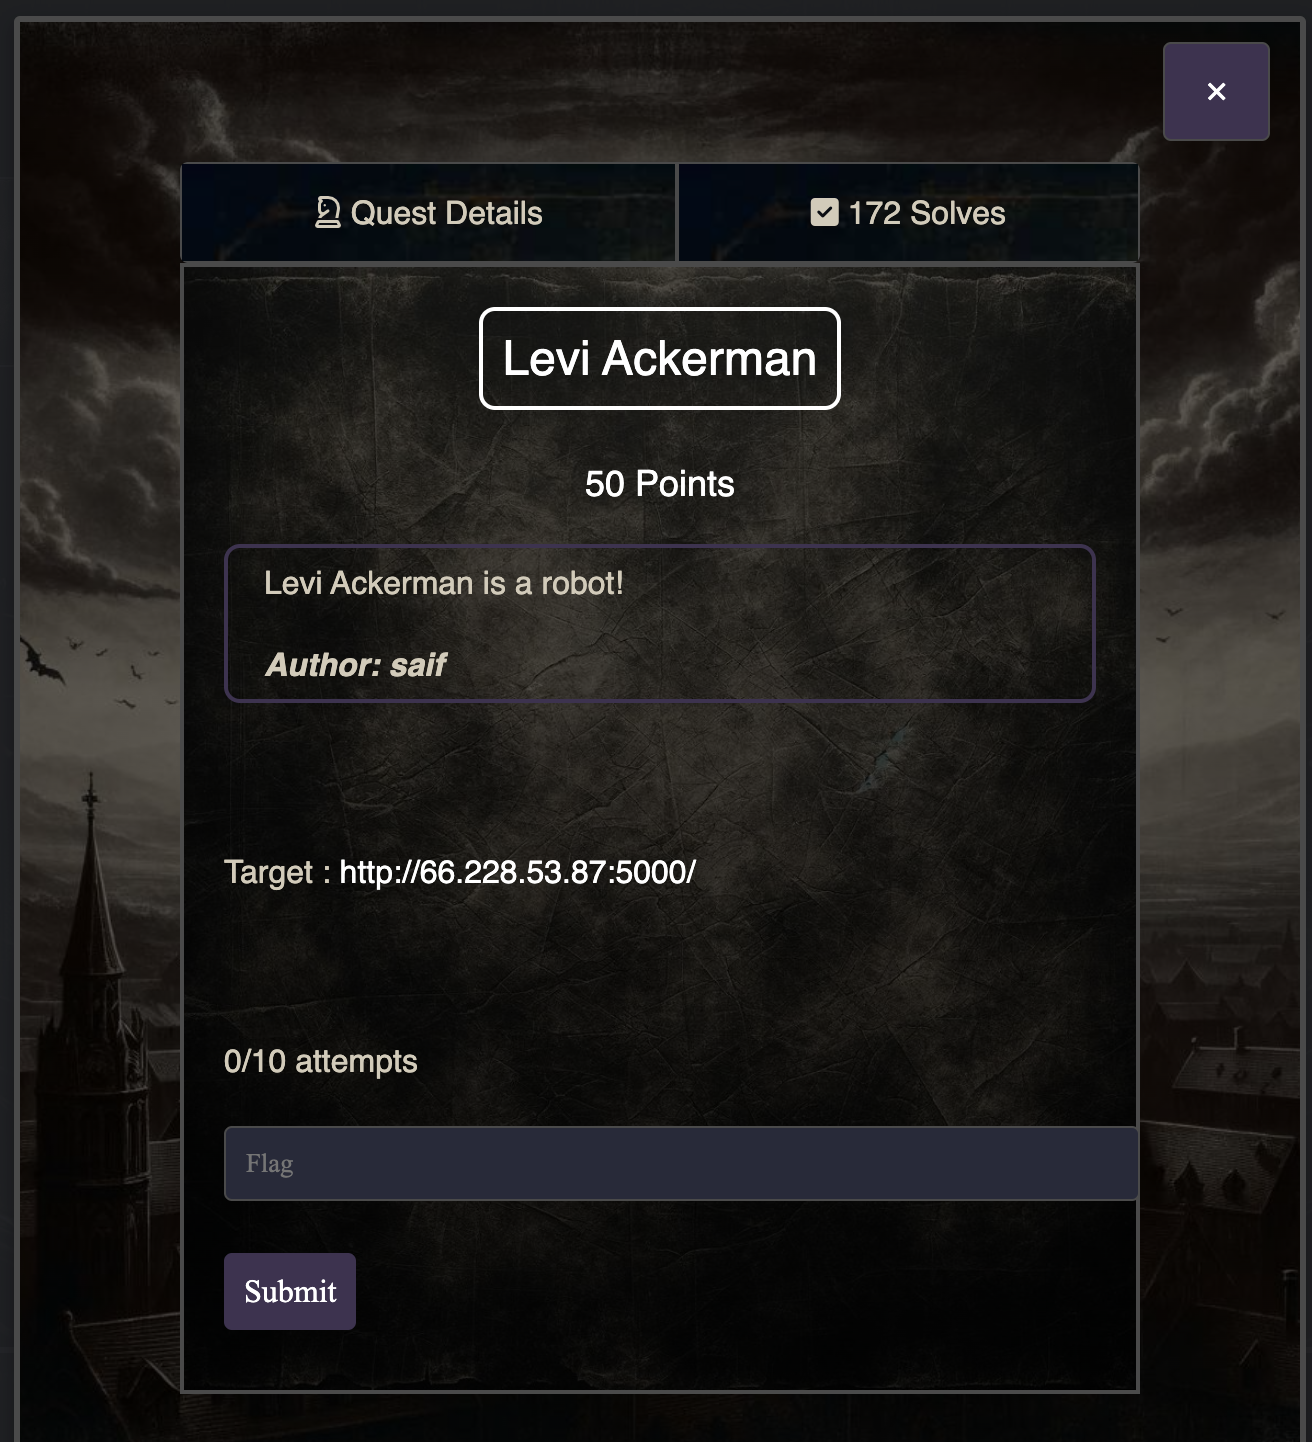 ×
Quest Details
172 Solves
Levi Ackerman
50 Points
Levi Ackerman is a robot!
Author: saif
Target : http://66.228.53.87:5000/
0/10 attempts
Flag
Submit